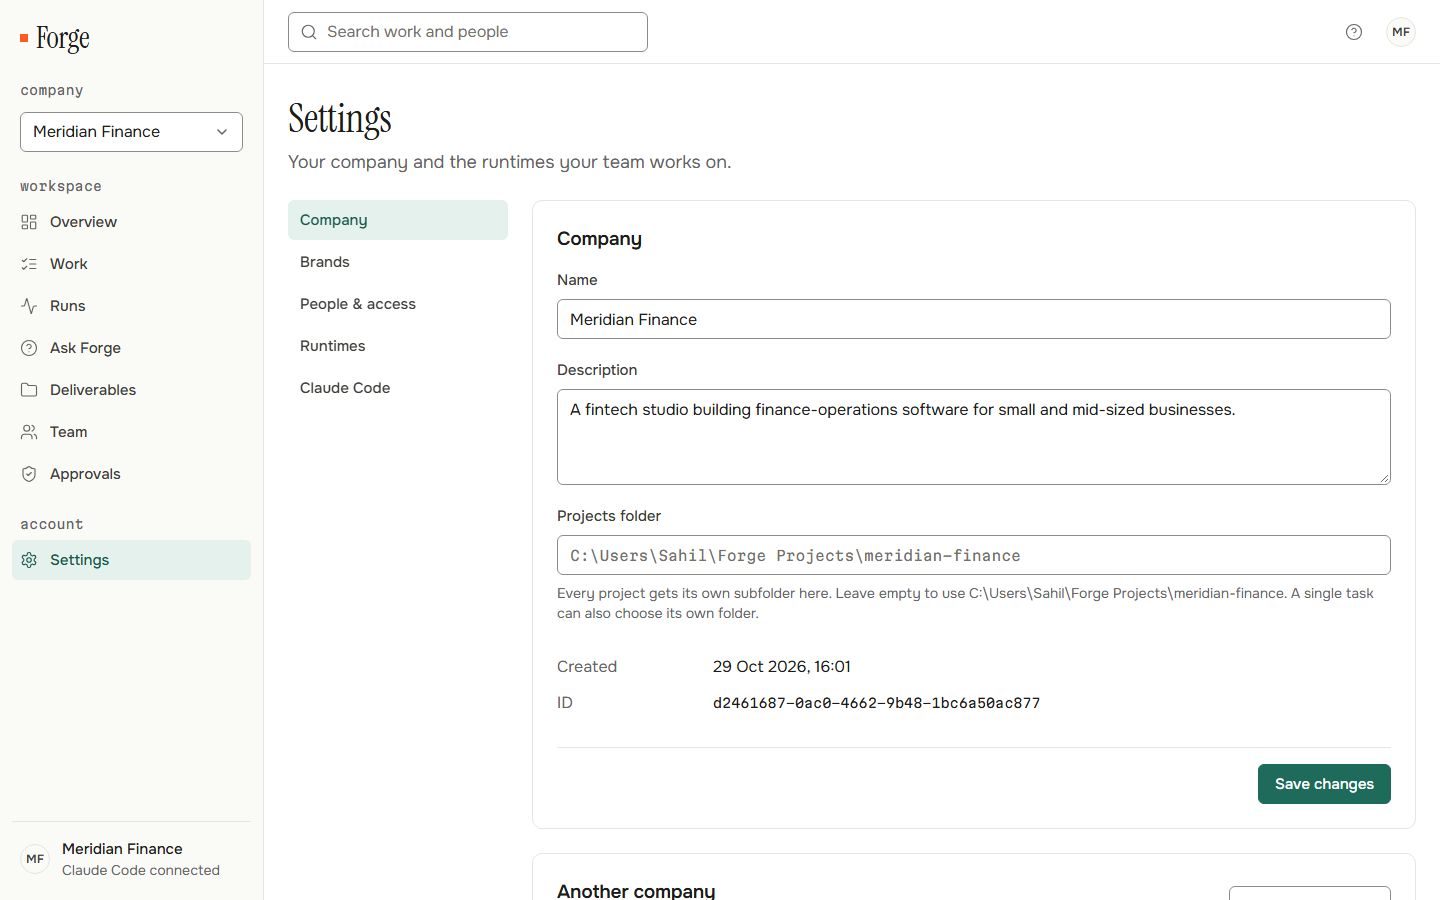 Forge
company
Meridian Finance
workspace
Overview
Work
Runs
Ask Forge
Deliverables
Team
Approvals
account
Settings
MF
Meridian Finance
Claude Code connected
Search work and people
MF
Settings
Your company and the runtimes your team works on.
Company
Brands
People & access
Runtimes
Claude Code
Company
Name
Meridian Finance
Description
A fintech studio building finance-operations software for small and mid-sized businesses.
Projects folder
C:\Users\Sahil\Forge Projects\meridian-finance
Every project gets its own subfolder here. Leave empty to use C:\Users\Sahil\Forge Projects\meridian-finance. A single task
can also choose its own folder.
Created 29 Oct 2026, 16:01
ID d2461687-0ac0-4662-9b48-1bc6a50ac877
Save changes
Another company